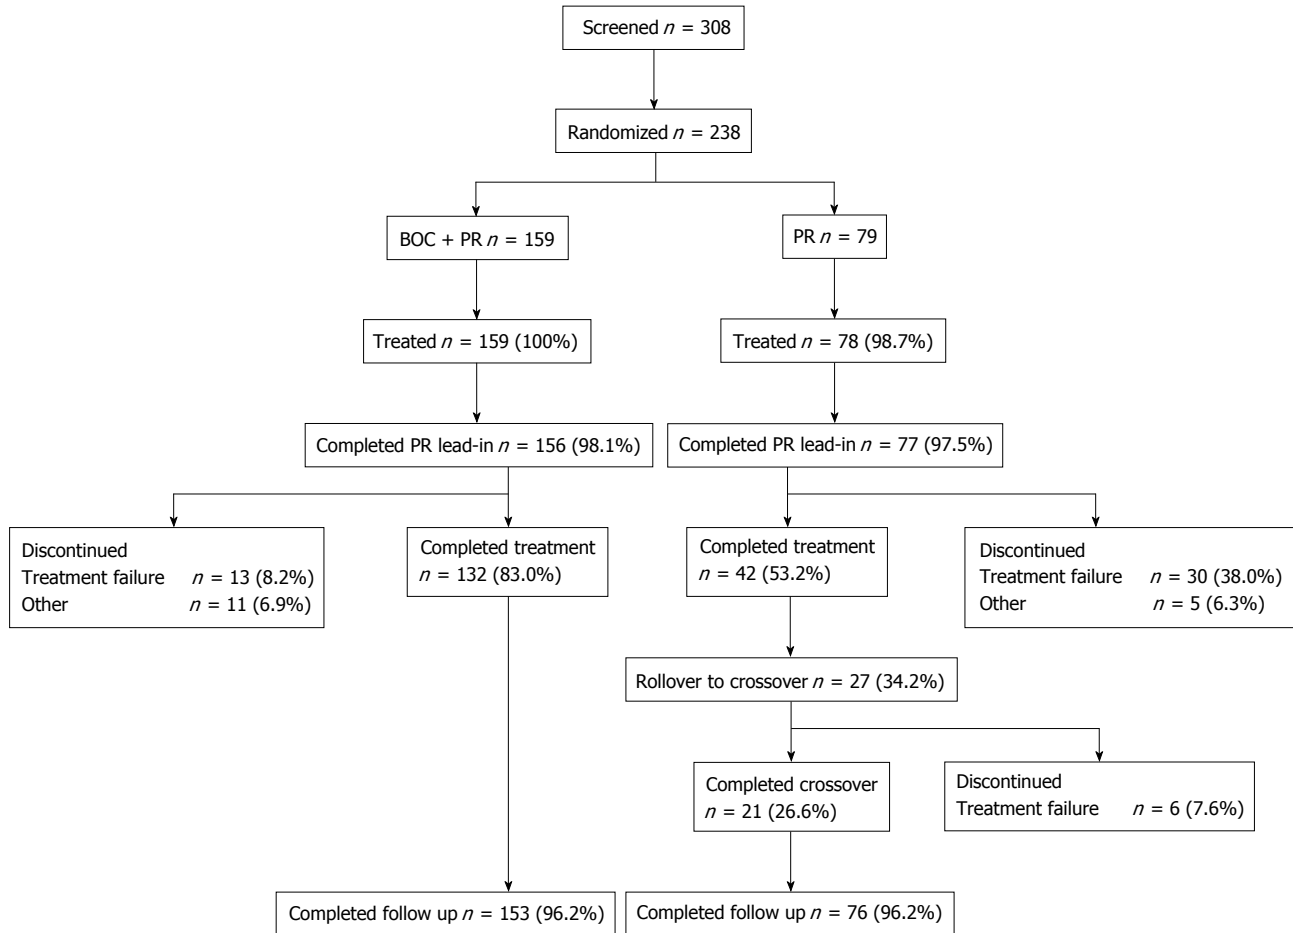 Screened n = 308
Randomized n = 238
BOC + PR n = 159
PR n = 79
Treated n = 159 (100%)
Treated n = 78 (98.7%)
Completed PR lead-in n = 156 (98.1%)
Completed PR lead-in n = 77 (97.5%)
Discontinued
Treatment failure n = 13 (8.2%)
Other n = 11 (6.9%)
Completed treatment
n = 132 (83.0%)
Completed treatment
n = 42 (53.2%)
Discontinued
Treatment failure n = 30 (38.0%)
Other n = 5 (6.3%)
Rollover to crossover n = 27 (34.2%)
Completed crossover
n = 21 (26.6%)
Discontinued
Treatment failure n = 6 (7.6%)
Completed follow up n = 153 (96.2%)
Completed follow up n = 76 (96.2%)